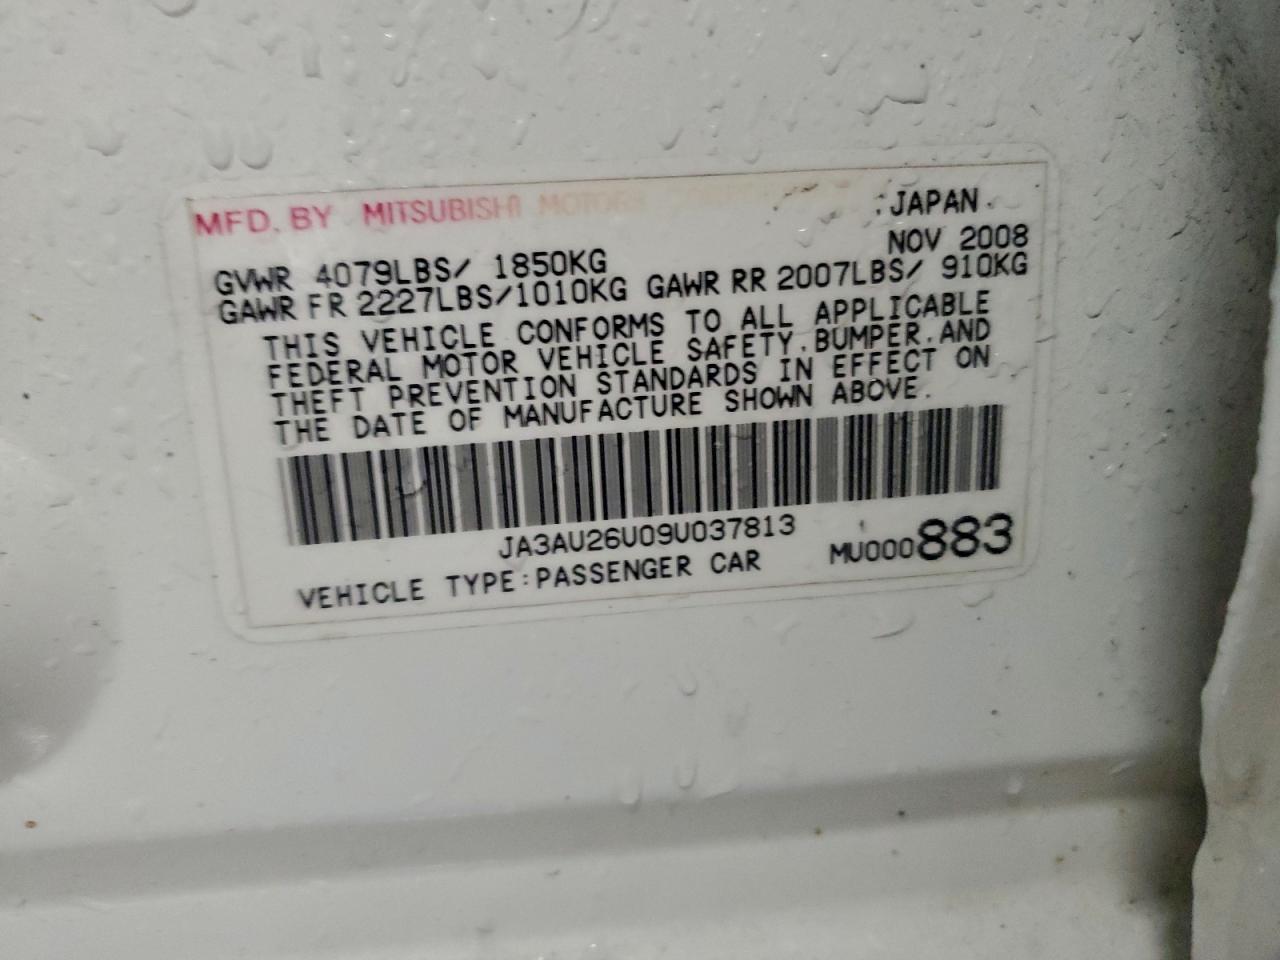 MFD. BY MITSUBISHI MOTORS CORPORATION :JAPAN.
NOV 2008
GVWR 4079LBS/ 1850KG
GAWR FR 2227LBS/1010KG GAWR RR 2007LBS/ 910KG
THIS VEHICLE CONFORMS TO ALL APPLICABLE
FEDERAL MOTOR VEHICLE SAFETY, BUMPER, AND
THEFT PREVENTION STANDARDS IN EFFECT ON
THE DATE OF MANUFACTURE SHOWN ABOVE.
JA3AU26U09U037813
MU000883
VEHICLE TYPE:PASSENGER CAR